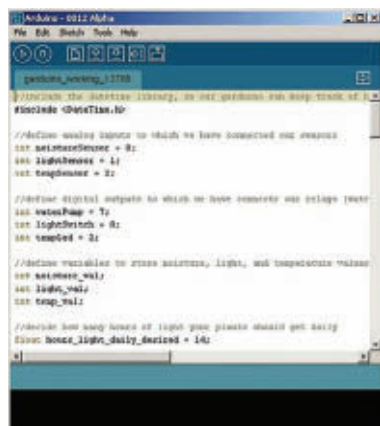 Arduino - 0012 Alpha
File Edit Sketch Tools Help
garduino_working_13708
//include the datetime library, so our garduino can keep track of
#include <DateTime.h>
//define analog inputs to which we have connected our sensors
int moistureSensor = 0;
int lightSensor = 1;
int tempSensor = 2;
//define digital outputs to which we have connecte our relays (wate
int waterPump = 7;
int lightSwitch = 8;
int tempLed = 2;
//define variables to store moisture, light, and temperature values
int moisture_val;
int light_val;
int temp_val;
//decide how many hours of light your plants should get daily
float hours_light_daily_desired = 14;